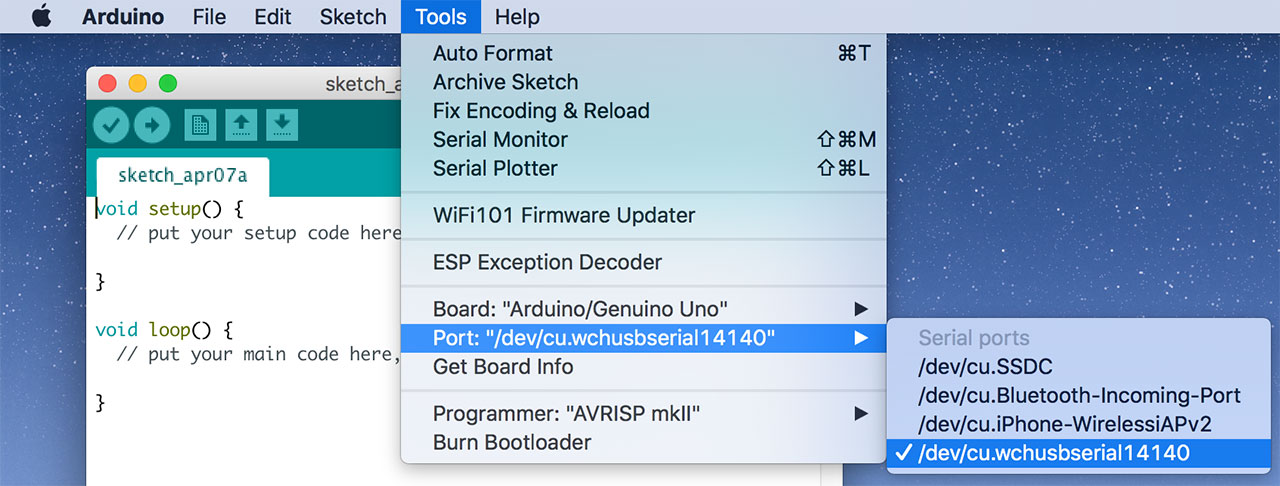 Arduino File Edit Sketch Tools Help
sketch_a
sketch_apr07a
void setup() {
// put your setup code here
}
void loop() {
// put your main code here,
}
Auto Format ⌘T
Archive Sketch
Fix Encoding & Reload
Serial Monitor ⇧⌘M
Serial Plotter ⇧⌘L
WiFi101 Firmware Updater
ESP Exception Decoder
Board: "Arduino/Genuino Uno"
Port: "/dev/cu.wchusbserial14140"
Get Board Info
Programmer: "AVRISP mkII"
Burn Bootloader
Serial ports
/dev/cu.SSDC
/dev/cu.Bluetooth-Incoming-Port
/dev/cu.iPhone-WirelessiAPv2
✓ /dev/cu.wchusbserial14140